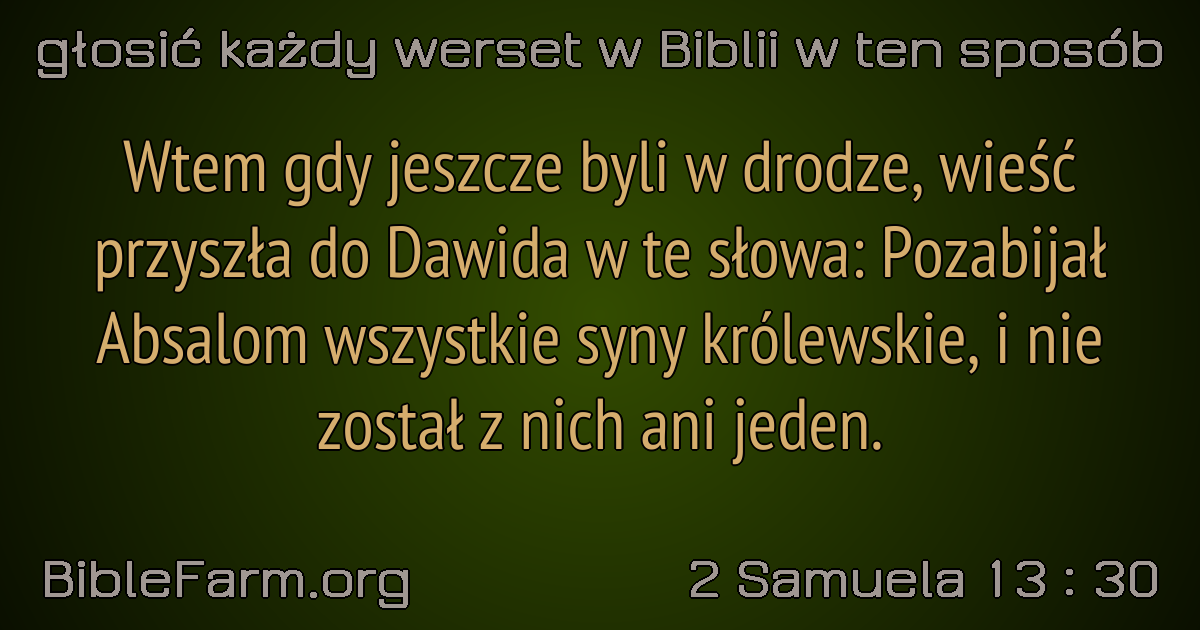 głosić każdy werset w Biblii w ten sposób
Wtem gdy jeszcze byli w drodze, wieść
przyszła do Dawida w te słowa: Pozabijał
Absalom wszystkie syny królewskie, i nie
został z nich ani jeden.
BibleFarm.org
2 Samuela 13 : 30